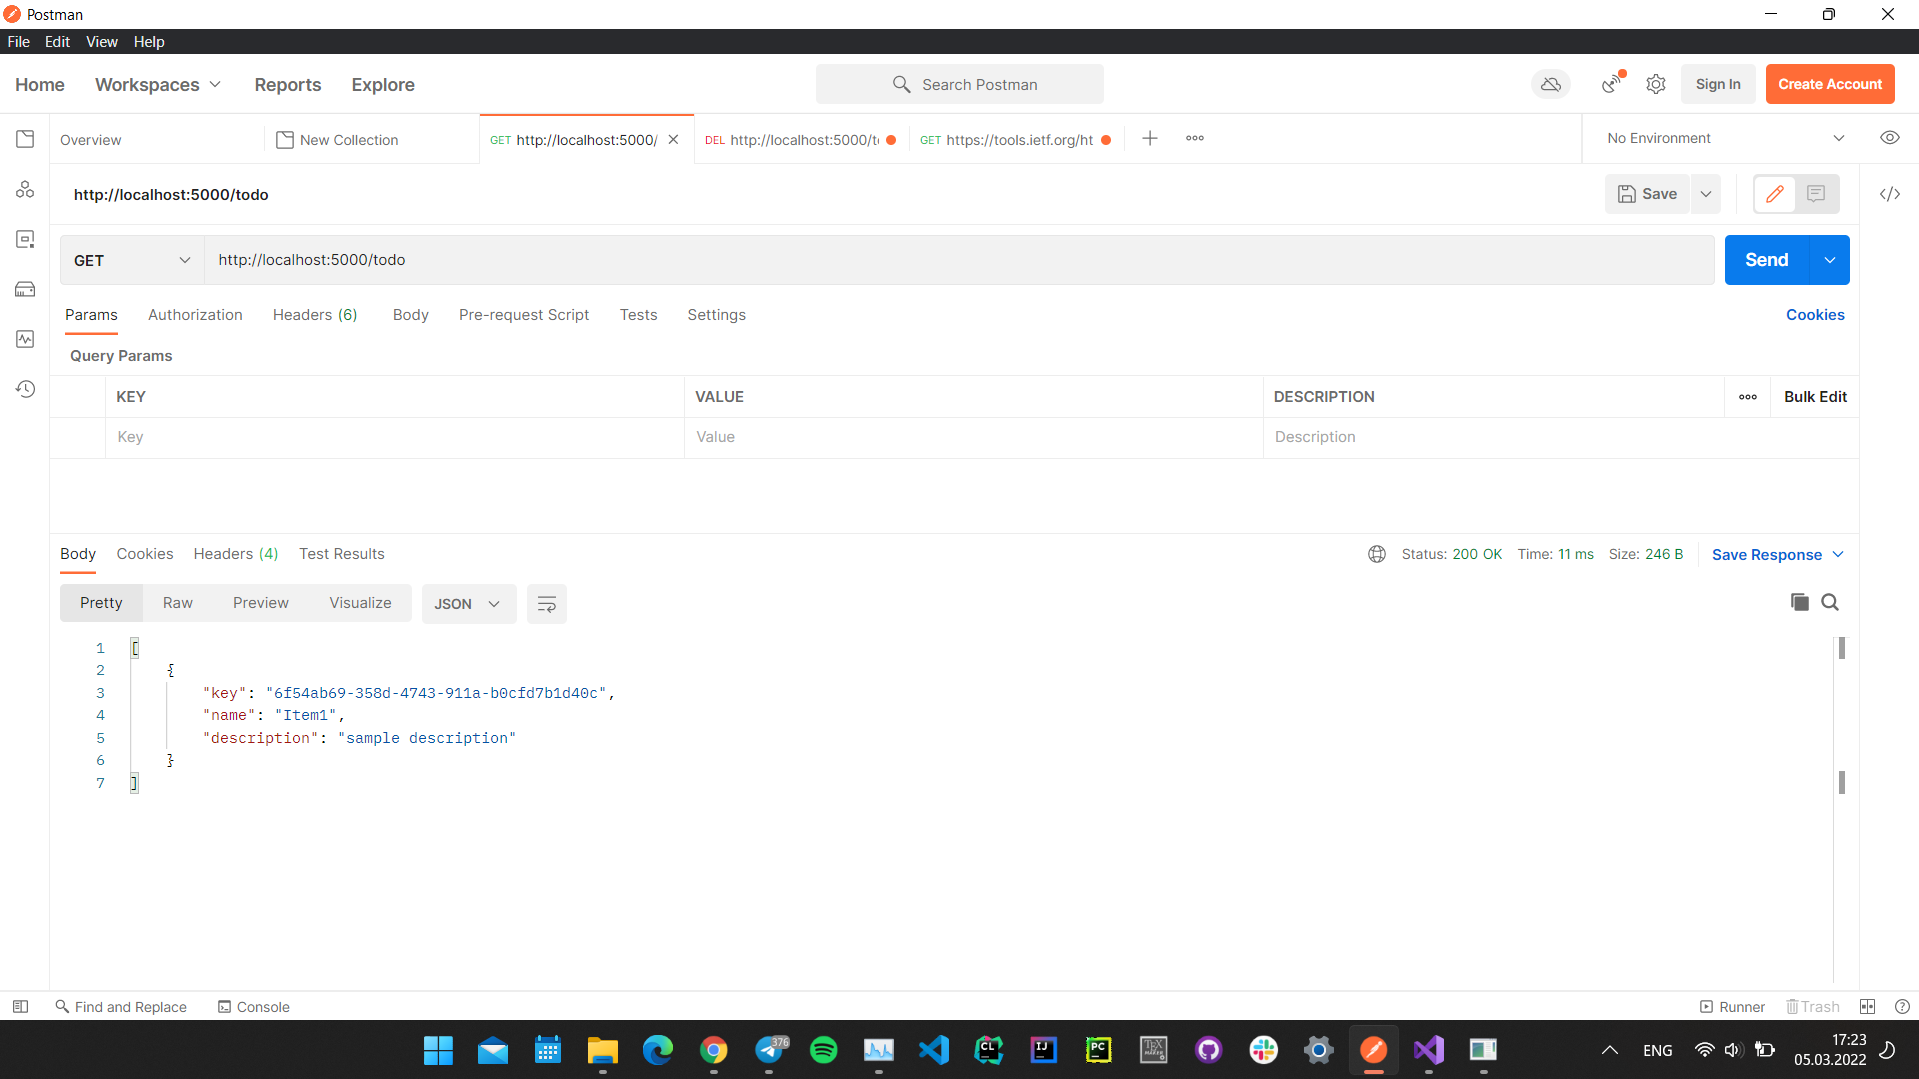 Postman
File Edit View Help
Home Workspaces Reports Explore Search Postman Sign In Create Account
Overview New Collection GET http://localhost:5000/ DEL http://localhost:5000/t GET https://tools.ietf.org/ht No Environment
http://localhost:5000/todo Save
GET http://localhost:5000/todo Send
Params Authorization Headers (6) Body Pre-request Script Tests Settings Cookies
Query Params
KEY VALUE DESCRIPTION Bulk Edit
Key Value Description
Body Cookies Headers (4) Test Results Status: 200 OK Time: 11 ms Size: 246 B Save Response
Pretty Raw Preview Visualize JSON
1 [
2 {
3 "key": "6f54ab69-358d-4743-911a-b0cfd7b1d40c",
4 "name": "Item1",
5 "description": "sample description"
6 }
7 ]
Find and Replace Console Runner Trash
376 CL IJ PC TEX MAKER ENG 17:23
05.03.2022